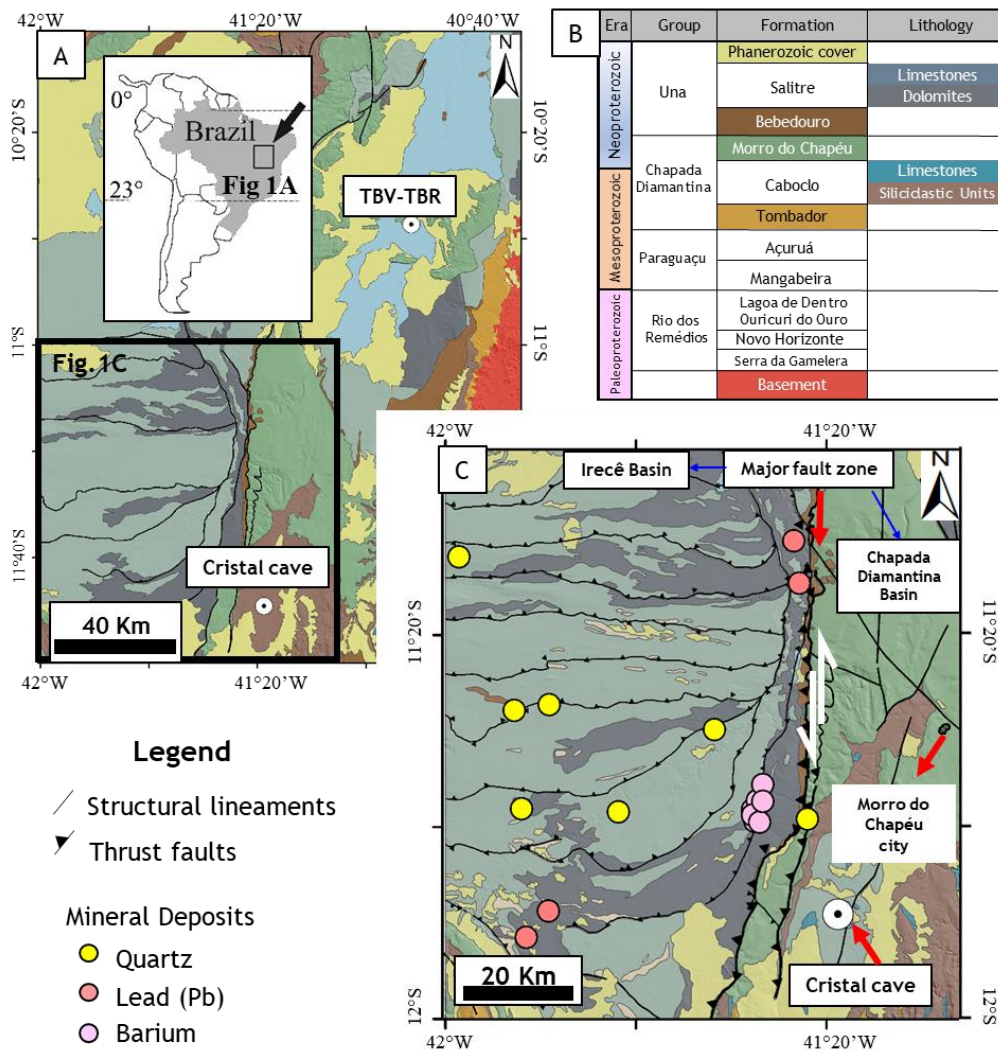 42°W
41°20'W
40°40'W
A
N
0°
Brazil
23°
Fig 1A
10°20'S
10°20'S
TBV-TBR
11°S
11°S
Fig.1C
11°40'S
Cristal cave
40 Km
42°W
41°20'W
B
Era Group Formation Lithology
Neoproterozoic
Una
Phanerozoic cover
Salitre
Limestones
Dolomites
Bebedouro
Chapada
Diamantina
Morro do Chapéu
Mesoproterozoic
Caboclo
Limestones
Siliciclastic Units
Tombador
Paraguaçu
Açuruá
Mangabeira
Paleoproterozoic
Rio dos
Remédios
Lagoa de Dentro
Ouricuri do Ouro
Novo Horizonte
Serra da Gamelera
Basement
42°W
41°20'W
C
Irecê Basin
Major fault zone
N
Chapada
Diamantina
Basin
11°20'S
11°20'S
Morro do
Chapéu
city
Cristal cave
20 Km
12°S
12°S
42°W
41°20'W
Legend
Structural lineaments
Thrust faults
Mineral Deposits
Quartz
Lead (Pb)
Barium